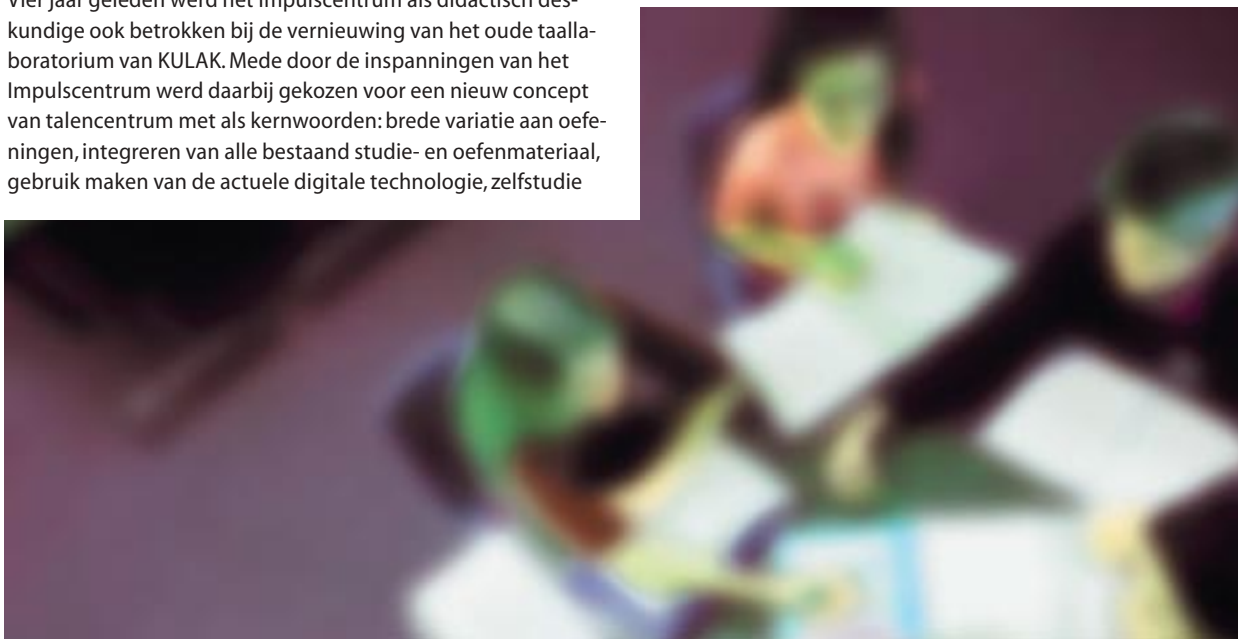 Vier jaar geleden werd het Impulscentrum als didactisch des-
kundige ook betrokken bij de vernieuwing van het oude taalla-
boratorium van KULAK. Mede door de inspanningen van het
Impulscentrum werd daarbij gekozen voor een nieuw concept
van talencentrum met als kernwoorden: brede variatie aan oefe-
ningen, integreren van alle bestaand studie- en oefenmateriaal,
gebruik maken van de actuele digitale technologie, zelfstudie